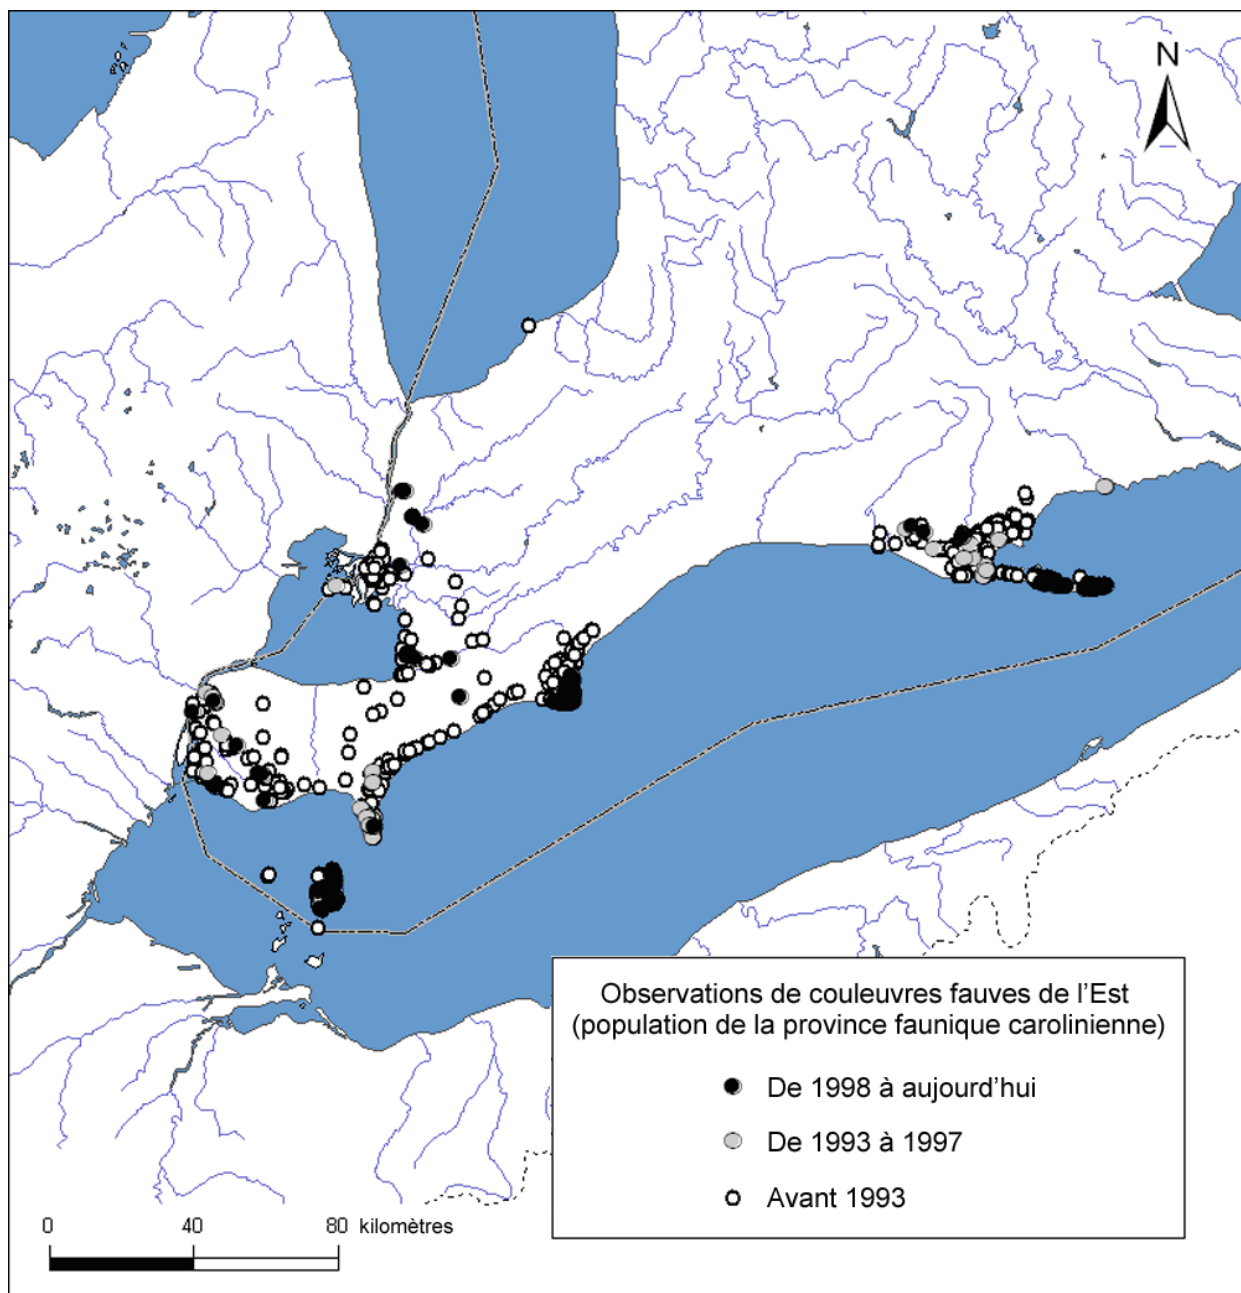 N
Observations de couleuvres fauves de l'Est
(population de la province faunique carolinienne)
De 1998 à aujourd'hui
De 1993 à 1997
Avant 1993
0 40 80 kilomètres